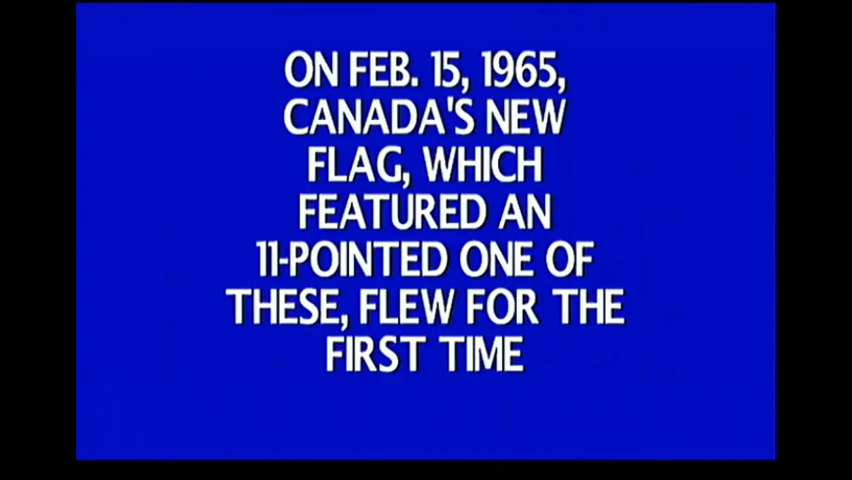 ON FEB. 15, 1965,
CANADA'S NEW
FLAG, WHICH
FEATURED AN
11-POINTED ONE OF
THESE, FLEW FOR THE
FIRST TIME